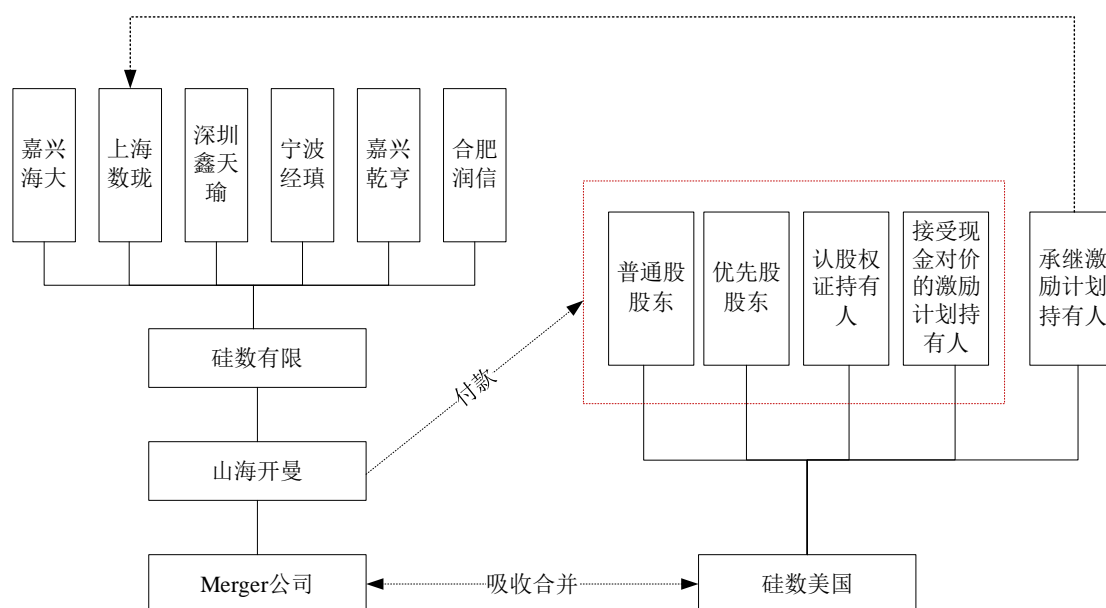 嘉兴
海大
上海
数珑
深圳
鑫天
瑜
宁波
经瑱
嘉兴
乾亨
合肥
润信
普通股
股东
优先股
股东
认股权
证持有
人
接受现
金对价
的激励
计划持
有人
承继激
励计划
持有人
硅数有限
付款
山海开曼
Merger公司
吸收合并
硅数美国